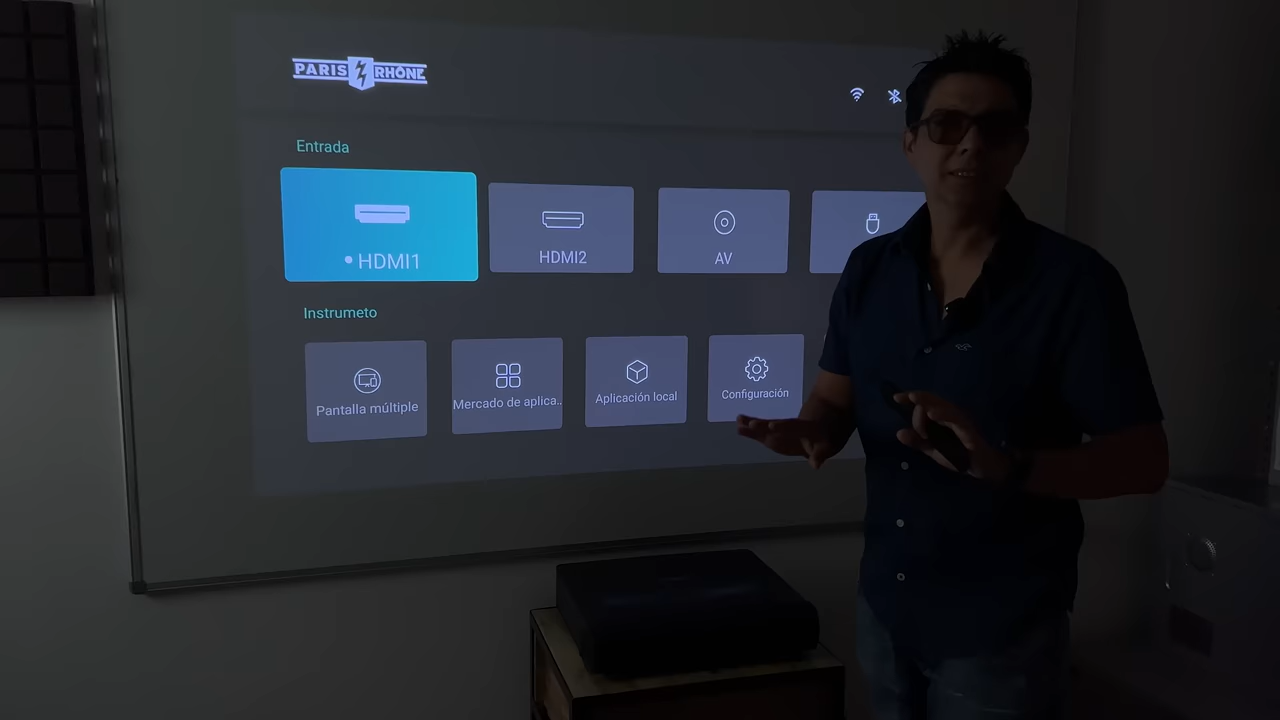 PARIS RHÔNE
Entrada
HDMI1
HDMI2
AV
Instrumeto
Pantalla múltiple
Mercado de aplica..
Aplicación local
Configuración